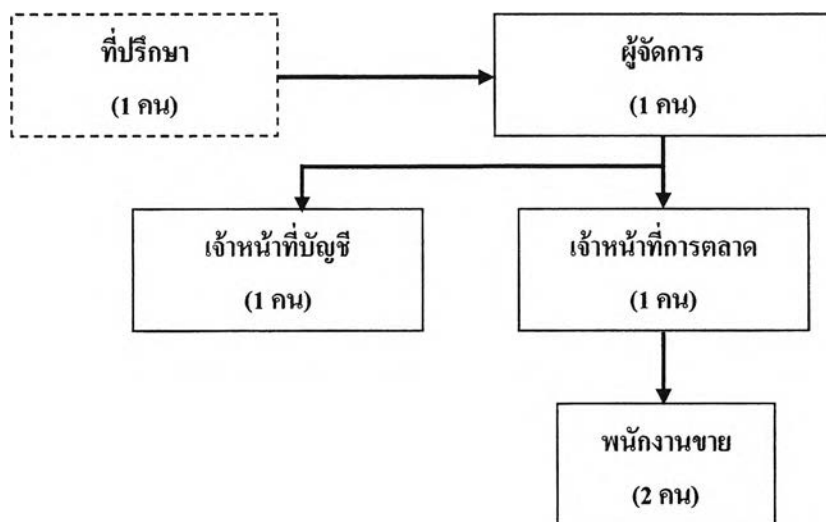 ที่ปรึกษา
(1 คน)
ผู้จัดการ
(1 คน)
เจ้าหน้าที่บัญชี
(1 คน)
เจ้าหน้าที่การตลาด
(1 คน)
พนักงานขาย
(2 คน)